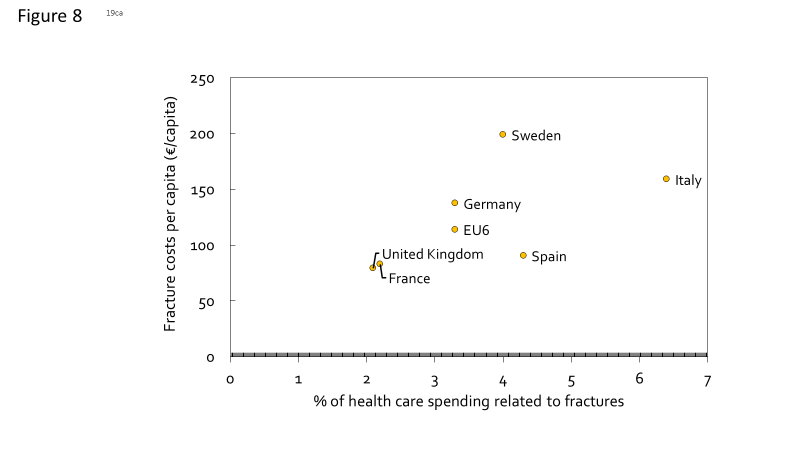 Figure 8 19ca
250
200
150
100
50
0
Fracture costs per capita (€/capita)
Sweden
Italy
Germany
EU6
United Kingdom
Spain
France
0 1 2 3 4 5 6 7
% of health care spending related to fractures